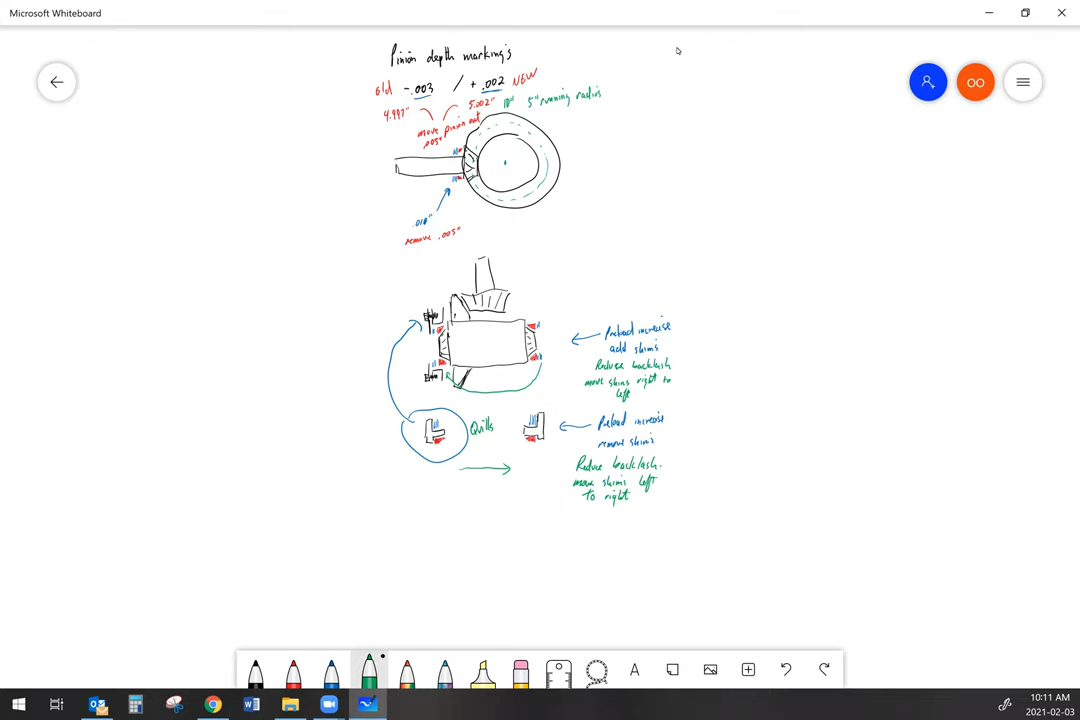 Microsoft Whiteboard
Pinion depth marking's
old -.003 / +.002 NEW
4.997" 5.002" 10" 5" running radius
move pinion out
.005"
.010"
remove .005"
Preload increase
add shims
Reduce backlash
move shims right to
left
Quills
Preload increase
remove shims
Reduce backlash.
move shims left
to right
A
10:11 AM
2021-02-03